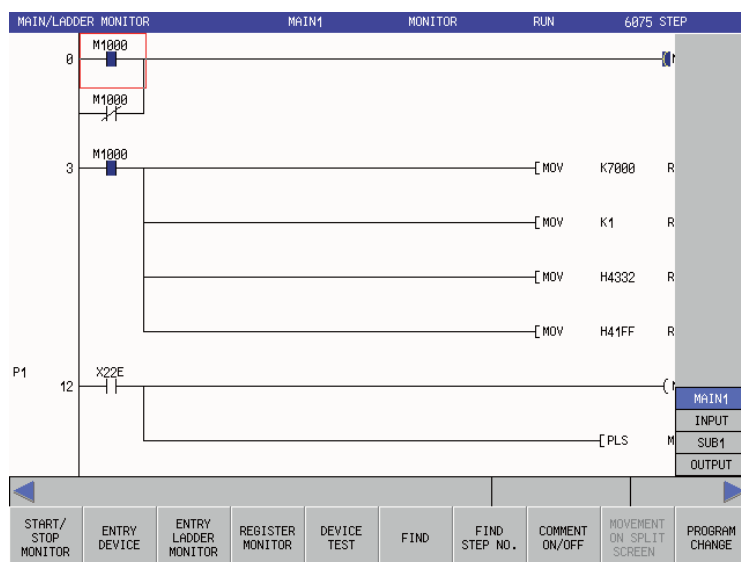 MAIN/LADDER MONITOR MAIN1 MONITOR RUN 6075 STEP
M1000
0
M1000
M1000
3 MOV K7000 R
MOV K1 R
MOV H4332 R
MOV H41FF R
P1 X22E
12
PLS M
MAIN1
INPUT
SUB1
OUTPUT
START/ STOP MONITOR
ENTRY DEVICE
ENTRY LADDER MONITOR
REGISTER MONITOR
DEVICE TEST
FIND
FIND STEP NO.
COMMENT ON/OFF
MOVEMENT ON SPLIT SCREEN
PROGRAM CHANGE